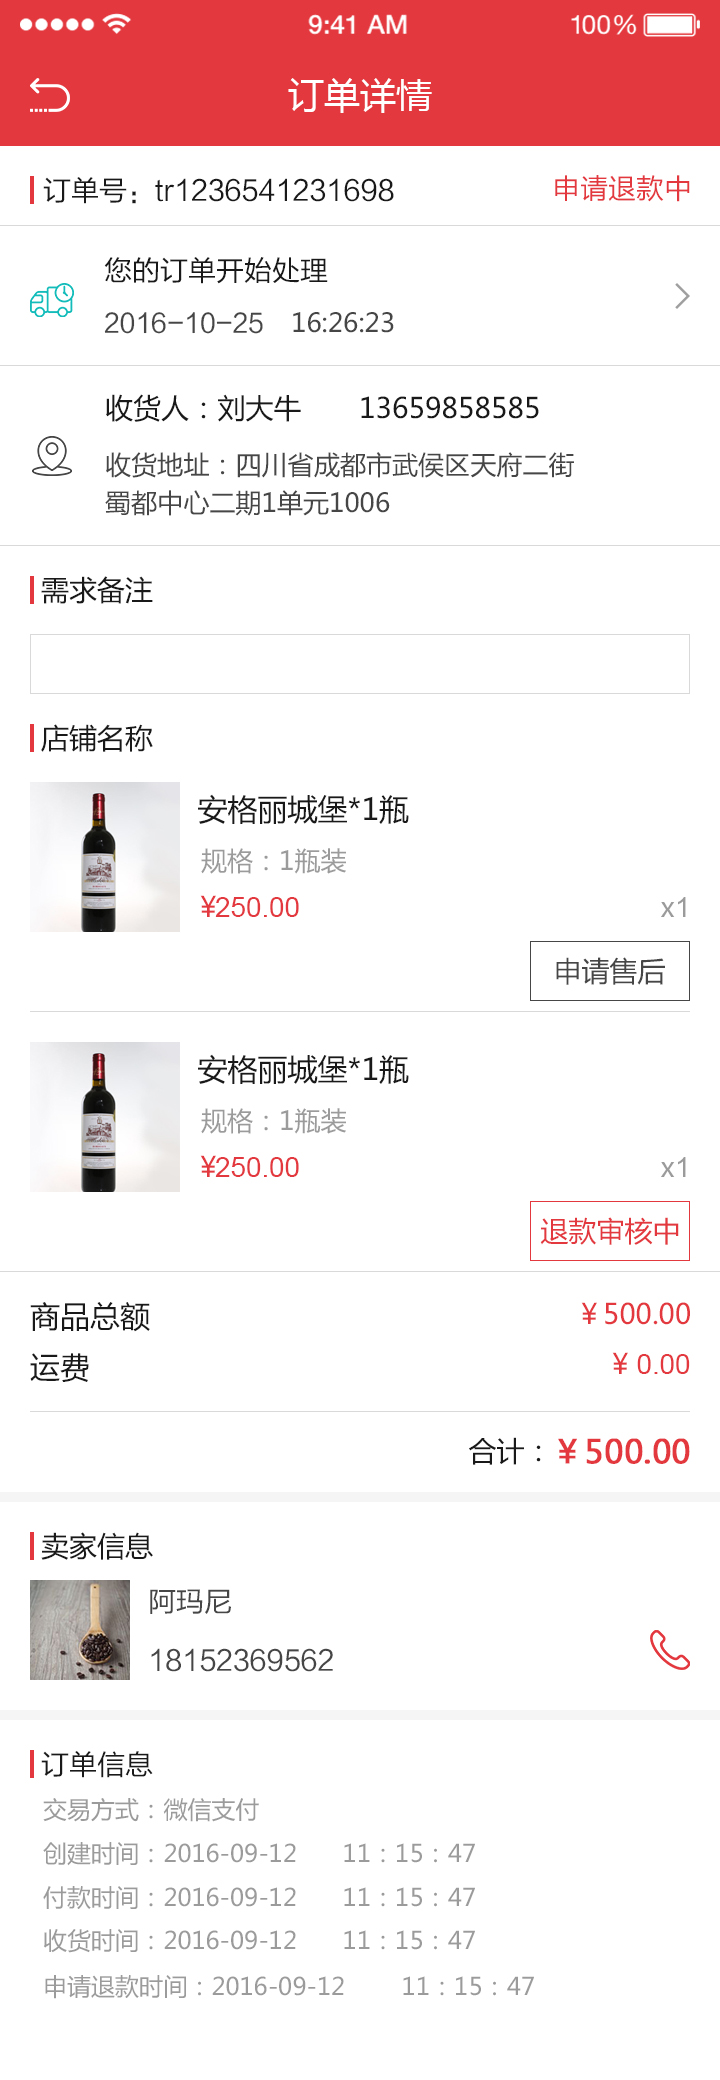 9:41 AM 100%
订单详情
订单号：tr1236541231698 申请退款中
您的订单开始处理
2016-10-25 16:26:23
收货人：刘大牛 13659858585
收货地址：四川省成都市武侯区天府二街
蜀都中心二期1单元1006
需求备注
店铺名称
安格丽城堡*1瓶
规格：1瓶装
¥250.00 x1
申请售后
安格丽城堡*1瓶
规格：1瓶装
¥250.00 x1
退款审核中
商品总额 ¥ 500.00
运费 ¥ 0.00
合计：¥ 500.00
卖家信息
阿玛尼
18152369562
订单信息
交易方式：微信支付
创建时间：2016-09-12 11：15：47
付款时间：2016-09-12 11：15：47
收货时间：2016-09-12 11：15：47
申请退款时间：2016-09-12 11：15：47